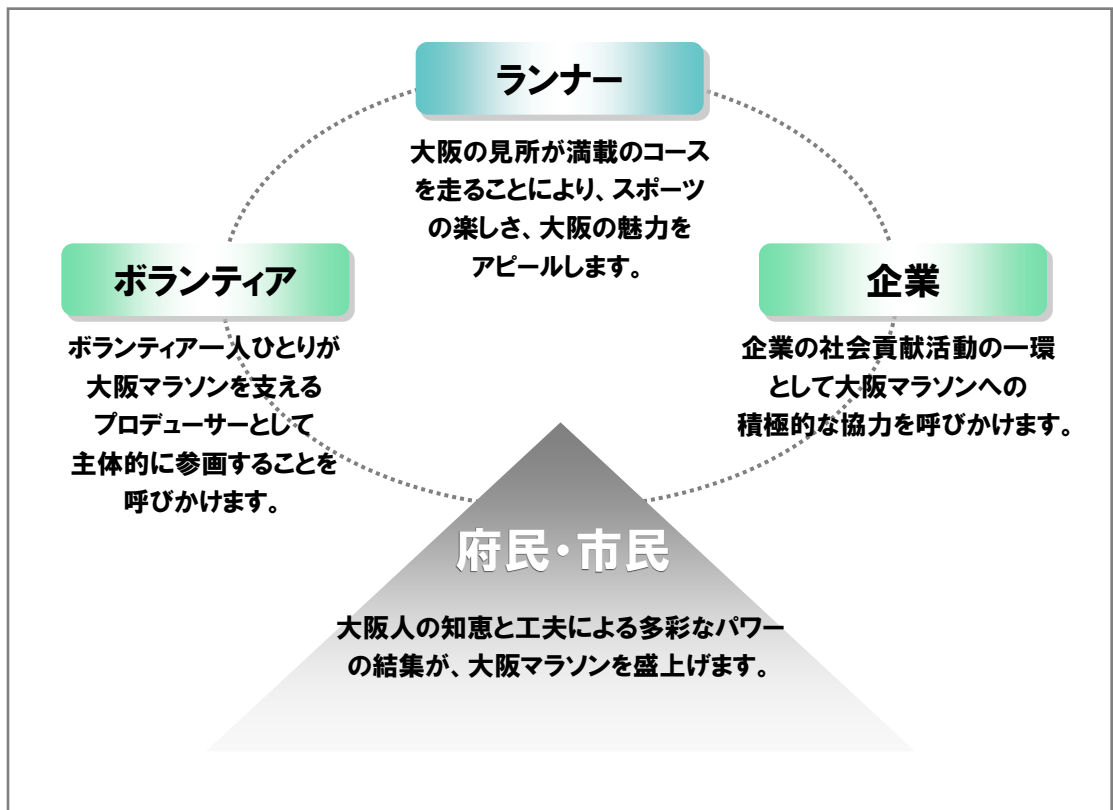 ランナー
大阪の見所が満載のコース
を走ることにより、スポーツ
の楽しさ、大阪の魅力を
アピールします。
ボランティア
ボランティア一人ひとりが
大阪マラソンを支える
プロデューサーとして
主体的に参画することを
呼びかけます。
企業
企業の社会貢献活動の一環
として大阪マラソンへの
積極的な協力を呼びかけます。
府民・市民
大阪人の知恵と工夫による多彩なパワー
の結集が、大阪マラソンを盛上げます。